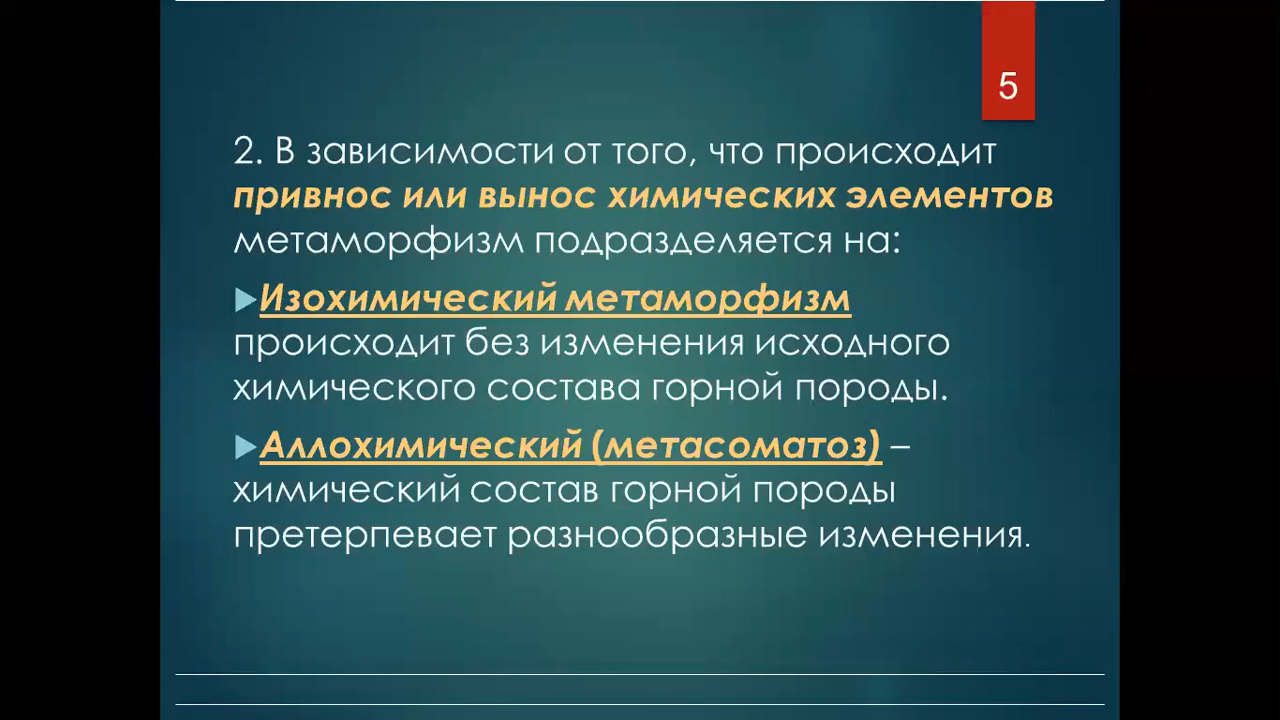 5
2. В зависимости от того, что происходит
привнос или вынос химических элементов
метаморфизм подразделяется на:
Изохимический метаморфизм
происходит без изменения исходного
химического состава горной породы.
Аллохимический (метасоматоз) –
химический состав горной породы
претерпевает разнообразные изменения.